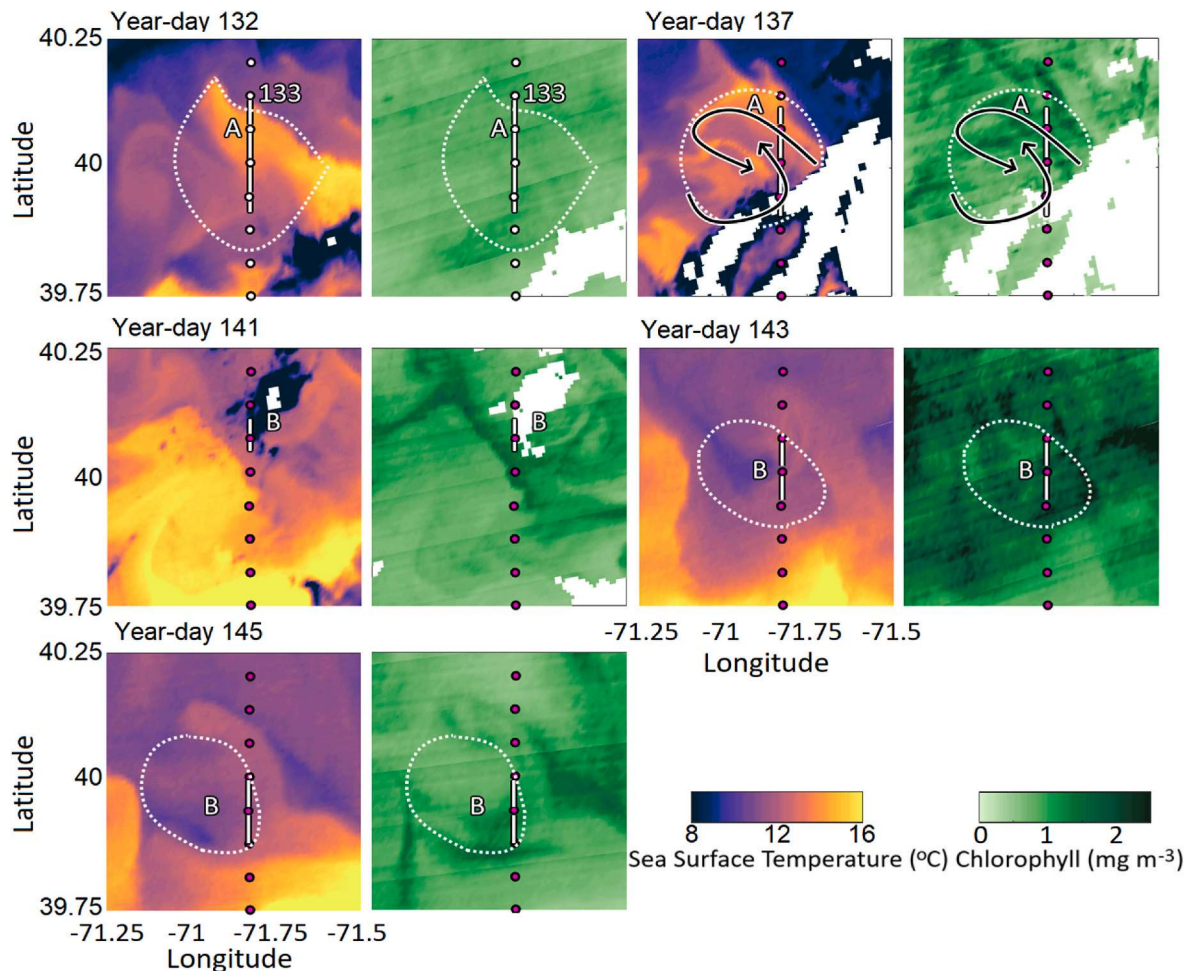 Year-day 132
Year-day 137
40.25
40
39.75
Latitude
133
A
133
A
A
A
Year-day 141
Year-day 143
40.25
40
39.75
Latitude
B
B
B
B
-71.25 -71 -71.75 -71.5
Longitude
Year-day 145
40.25
40
39.75
Latitude
B
B
-71.25 -71 -71.75 -71.5
Longitude
8 12 16
Sea Surface Temperature (ºC)
0 1 2
Chlorophyll (mg m⁻³)